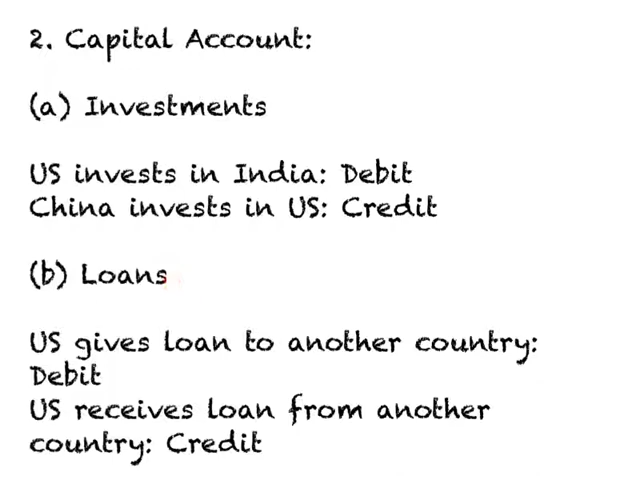 2. Capital Account:
(a) Investments
US invests in India: Debit
China invests in US: Credit
(b) Loans
US gives loan to another country:
Debit
US receives loan from another
country: Credit